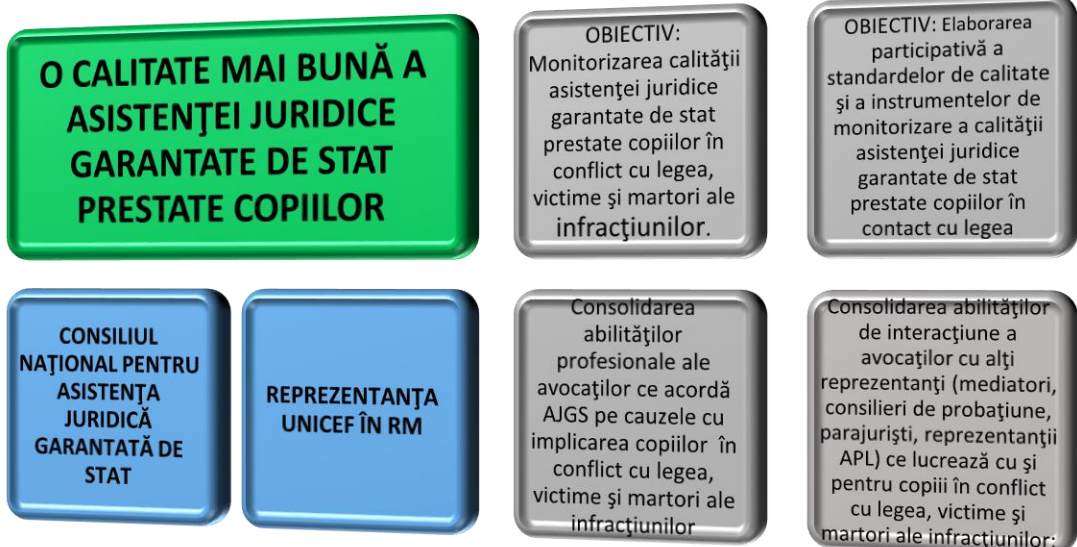 O CALITATE MAI BUNĂ A
ASISTENŢEI JURIDICE
GARANTATE DE STAT
PRESTATE COPIILOR
OBIECTIV:
Monitorizarea calităţii
asistenţei juridice
garantate de stat
prestate copiilor în
conflict cu legea,
victime şi martori ale
infracţiunilor.
OBIECTIV: Elaborarea
participativă a
standardelor de calitate
şi a instrumentelor de
monitorizare a calităţii
asistenţei juridice
garantate de stat
prestate copiilor în
contact cu legea
CONSILIUL
NAŢIONAL PENTRU
ASISTENŢA
JURIDICĂ
GARANTATĂ DE
STAT
REPREZENTANŢA
UNICEF ÎN RM
Consolidarea
abilităţilor
profesionale ale
avocaţilor ce acordă
AJGS pe cauzele cu
implicarea copiilor în
conflict cu legea,
victime şi martori ale
infracţiunilor
Consolidarea abilităţilor
de interacţiune a
avocaţilor cu alţi
reprezentanţi (mediatori,
consilieri de probaţiune,
parajurişti, reprezentanţii
APL) ce lucrează cu şi
pentru copiii în conflict
cu legea, victime şi
martori ale infracţiunilor;